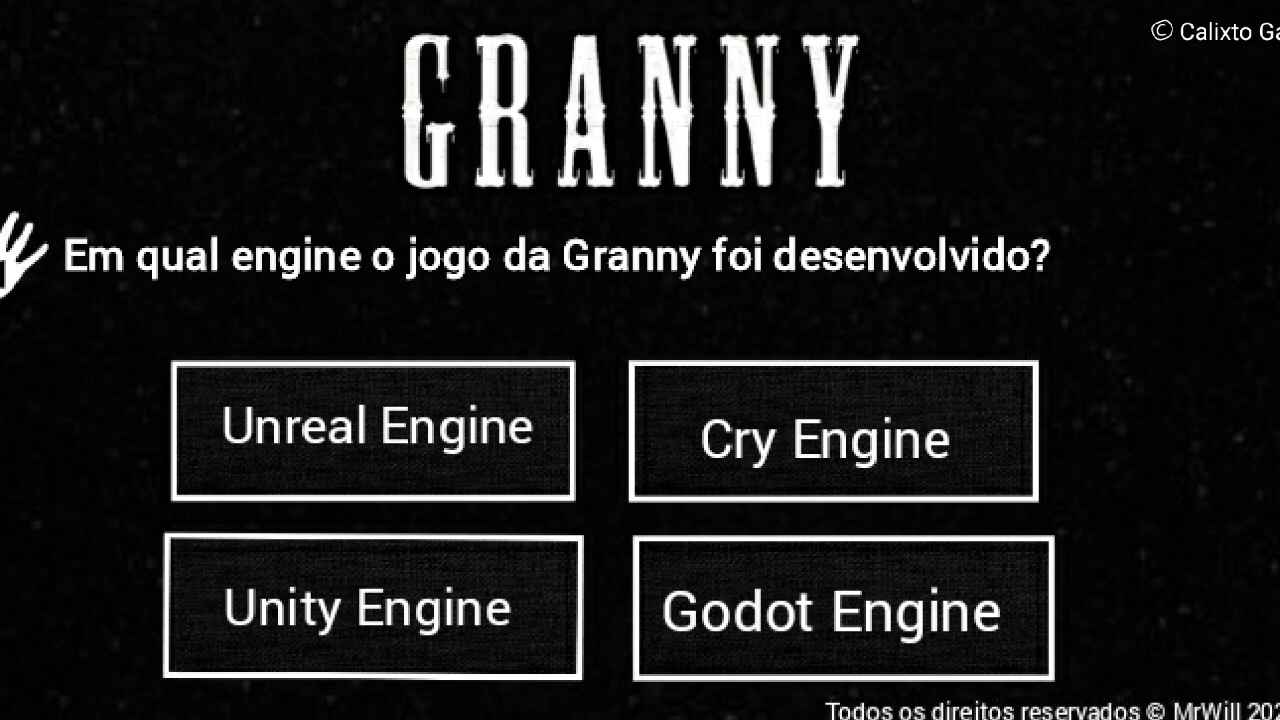 GRANNY
© Calixto
Em qual engine o jogo da Granny foi desenvolvido?
Unreal Engine
Cry Engine
Unity Engine
Godot Engine
Todos os direitos reservados © MrWill